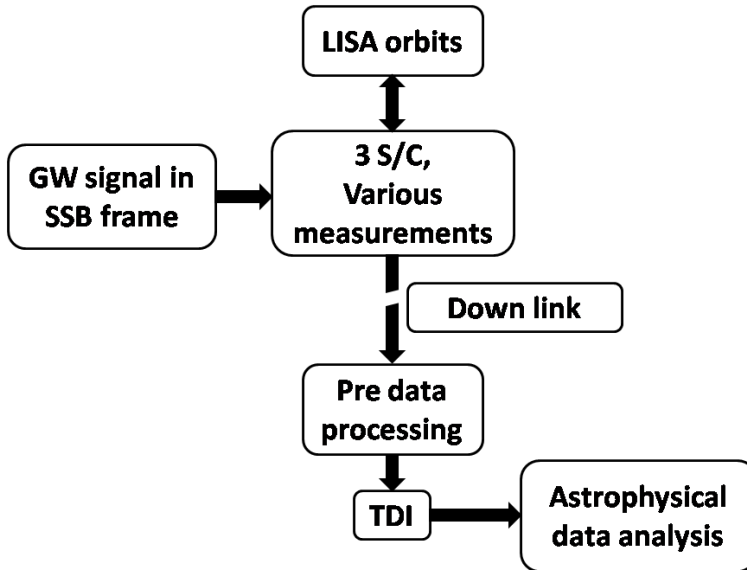 LISA orbits
GW signal in
SSB frame
3 S/C,
Various
measurements
Down link
Pre data
processing
TDI
Astrophysical
data analysis